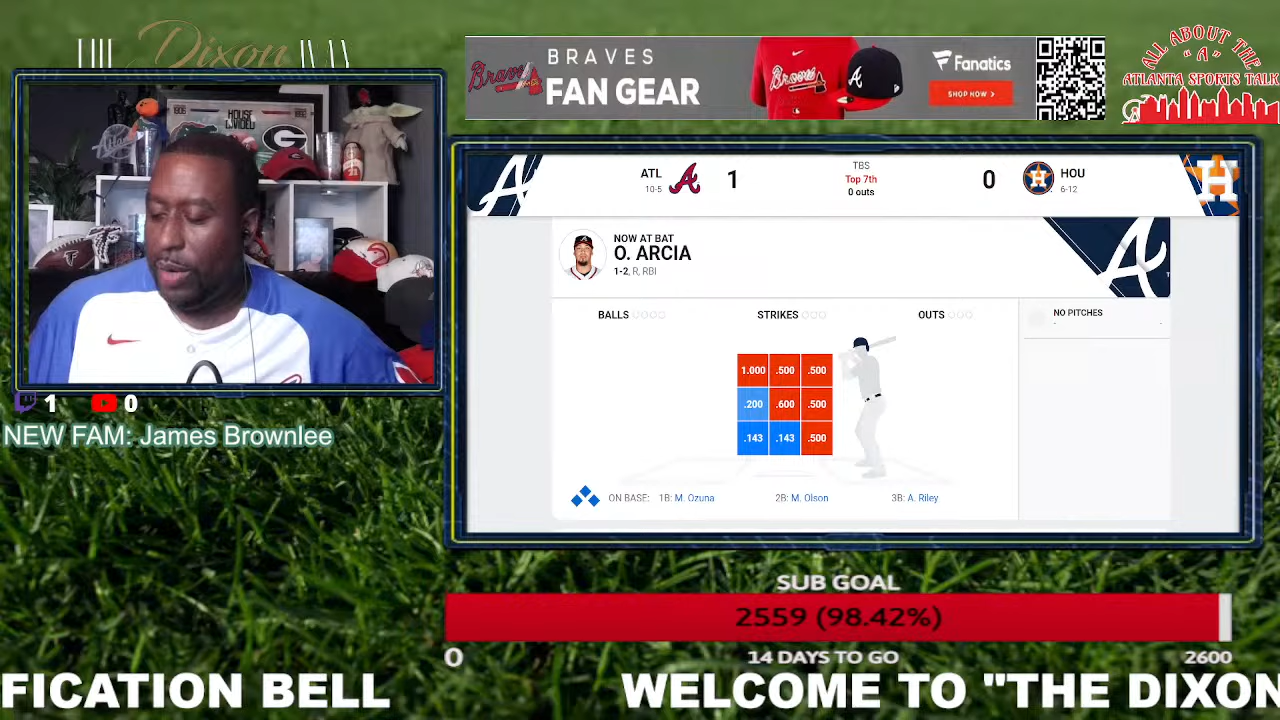 Dixon
HOUSE
DIVIDED
BRAVES
FAN GEAR
Braves
Braves
Fanatics
SHOP NOW >
ALL ABOUT THE
"A"
ATLANTA SPORTS TALK
ATL
10-5
1
TBS
Top 7th
0 outs
0
HOU
6-12
NOW AT BAT
O. ARCIA
1-2, R, RBI
BALLS
STRIKES
OUTS
NO PITCHES
1.000 .500 .500
.200 .600 .500
.143 .143 .500
ON BASE: 1B: M. Ozuna 2B: M. Olson 3B: A. Riley
1 0
NEW FAM: James Brownlee
SUB GOAL
2559 (98.42%)
0 14 DAYS TO GO 2600
FICATION BELL WELCOME TO "THE DIXON